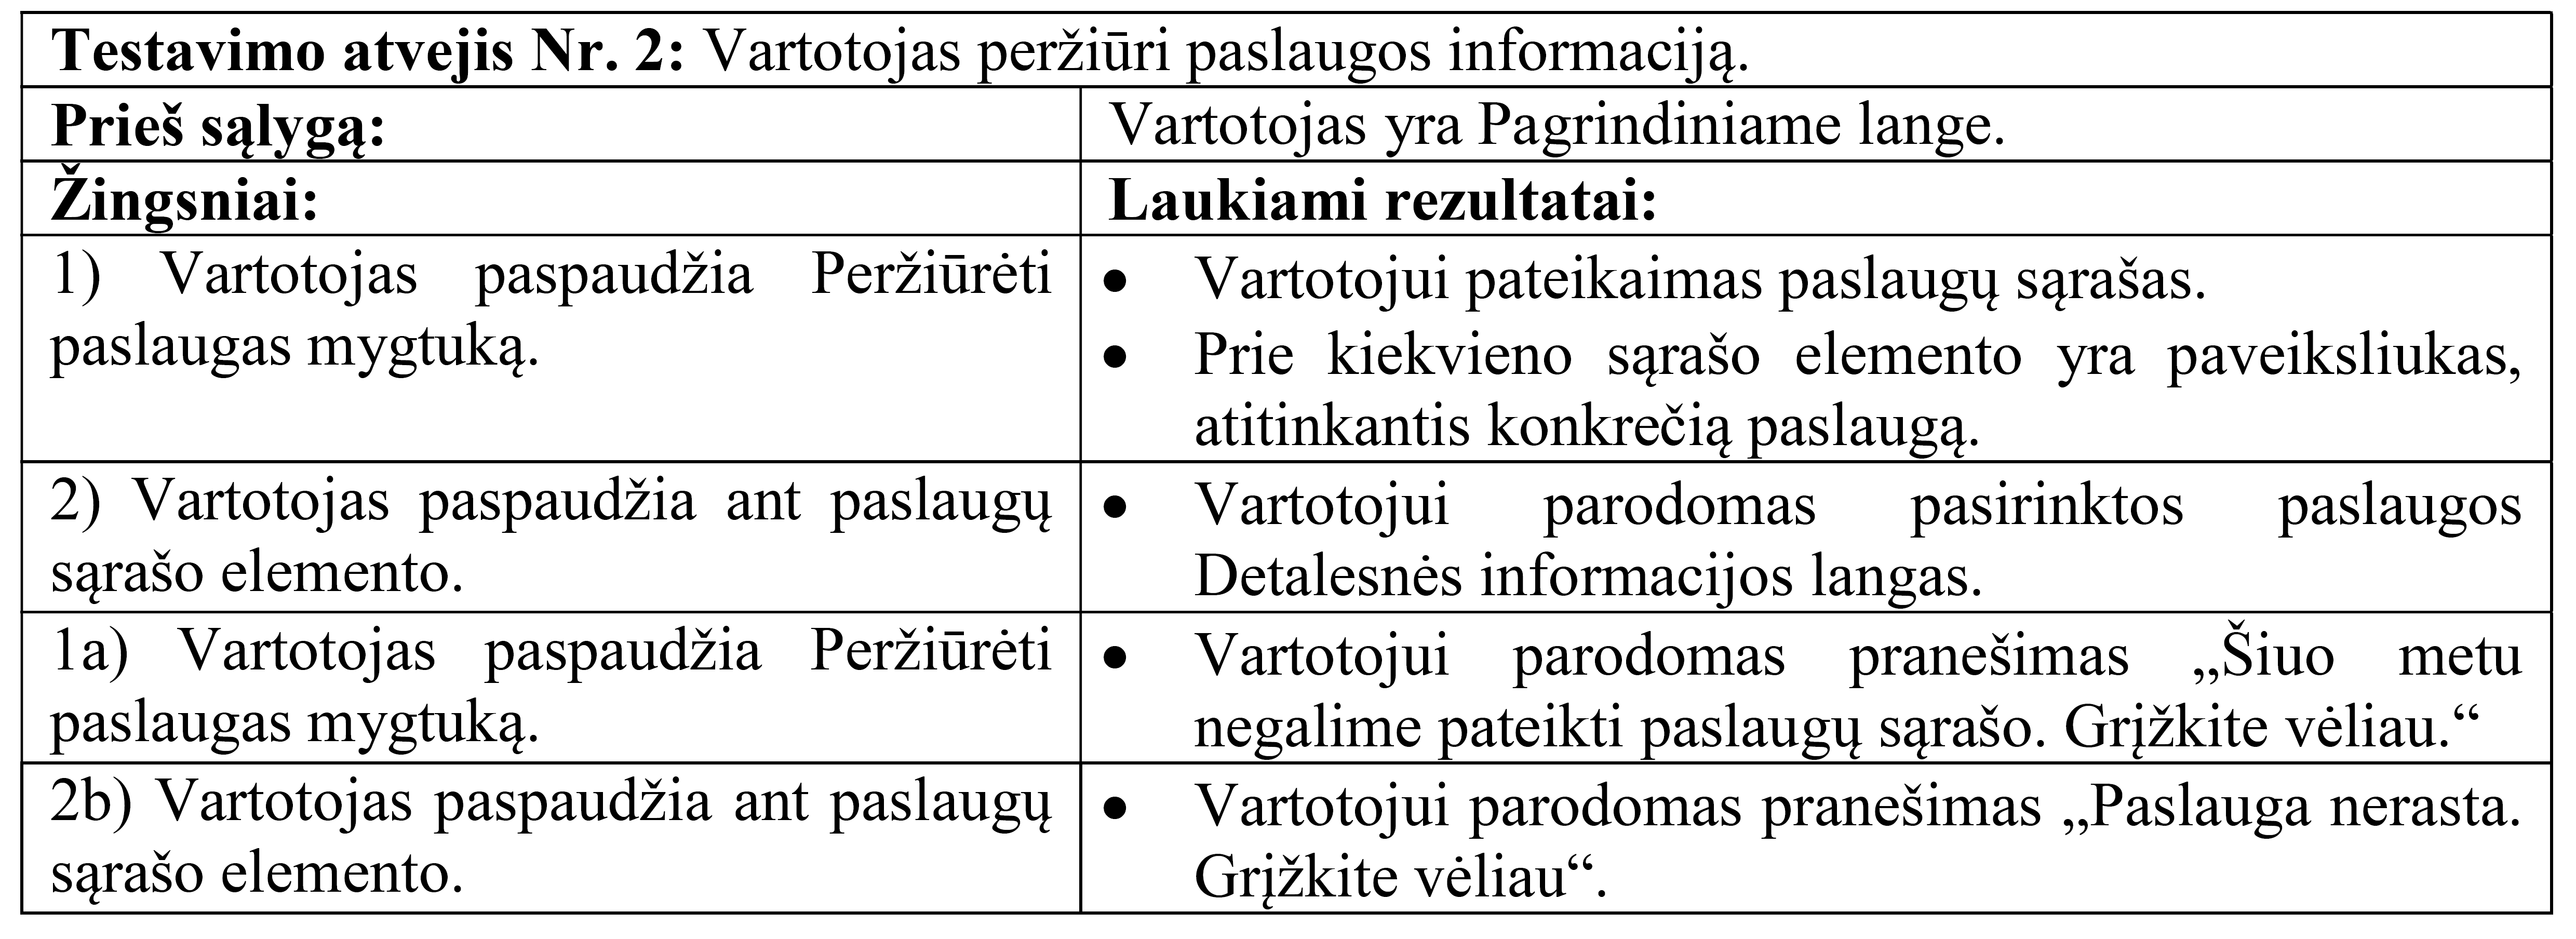 Testavimo atvejis Nr. 2: Vartotojas peržiūri paslaugos informaciją.
Prieš sąlygą:
Vartotojas yra Pagrindiniame lange.
Žingsniai:
Laukiami rezultatai:
1) Vartotojas paspaudžia Peržiūrėti
paslaugas mygtuką.
• Vartotojui pateikaimas paslaugų sąrašas.
• Prie kiekvieno sąrašo elemento yra paveiksliukas,
atitinkantis konkrečią paslaugą.
2) Vartotojas paspaudžia ant paslaugų
sąrašo elemento.
• Vartotojui parodomas pasirinktos paslaugos
Detalesnės informacijos langas.
1a) Vartotojas paspaudžia Peržiūrėti
paslaugas mygtuką.
• Vartotojui parodomas pranešimas „Šiuo metu
negalime pateikti paslaugų sąrašo. Grįžkite vėliau.“
2b) Vartotojas paspaudžia ant paslaugų
sąrašo elemento.
• Vartotojui parodomas pranešimas „Paslauga nerasta.
Grįžkite vėliau“.